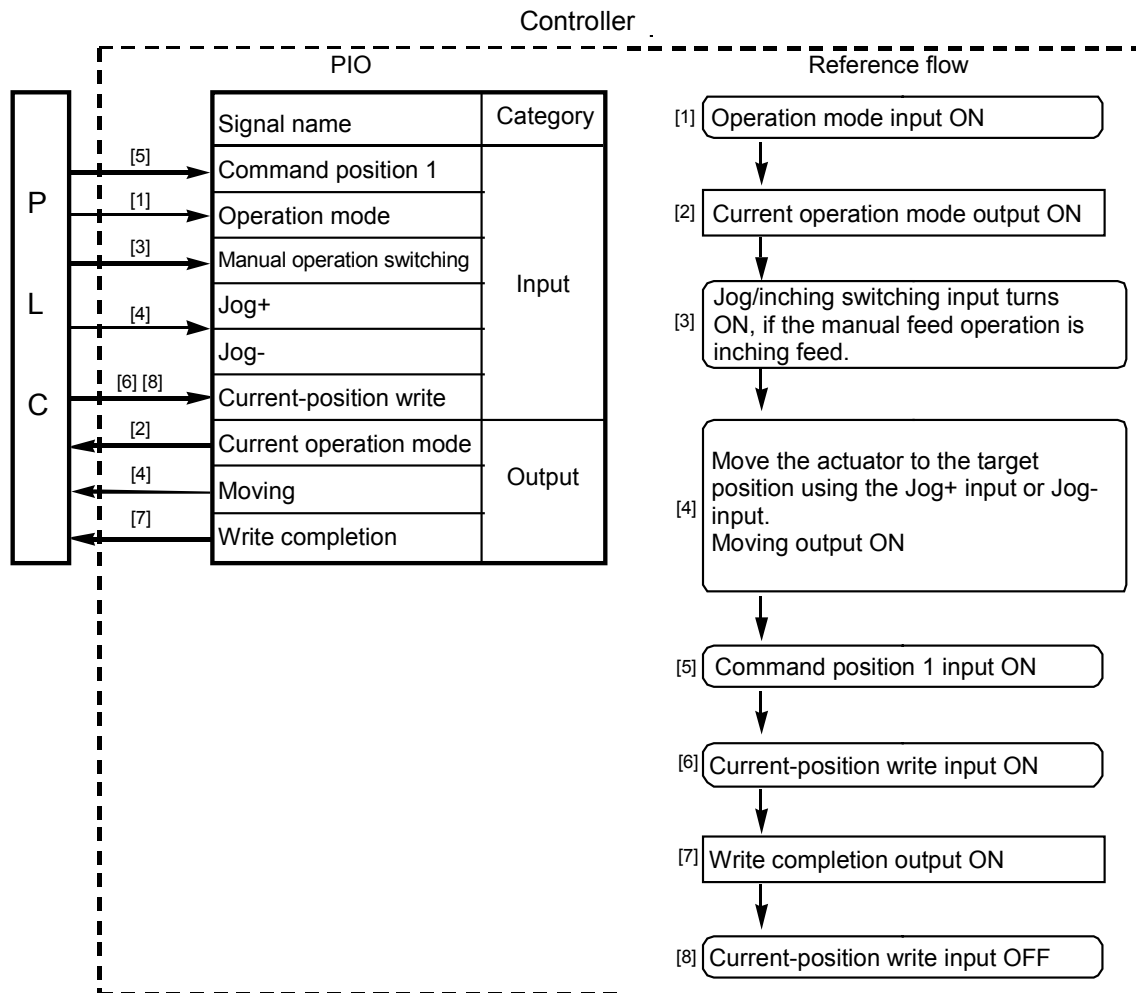 Controller
PIO
Reference flow
P
L
C
Signal name
Category
[5]
Command position 1
[1]
Operation mode
[3]
Manual operation switching
Input
[4]
Jog+
Jog-
[6] [8]
Current-position write
[2]
Current operation mode
Output
[4]
Moving
[7]
Write completion
[1]
Operation mode input ON
[2]
Current operation mode output ON
[3]
Jog/inching switching input turns
ON, if the manual feed operation is
inching feed.
[4]
Move the actuator to the target
position using the Jog+ input or Jog-
input.
Moving output ON
[5]
Command position 1 input ON
[6]
Current-position write input ON
[7]
Write completion output ON
[8]
Current-position write input OFF